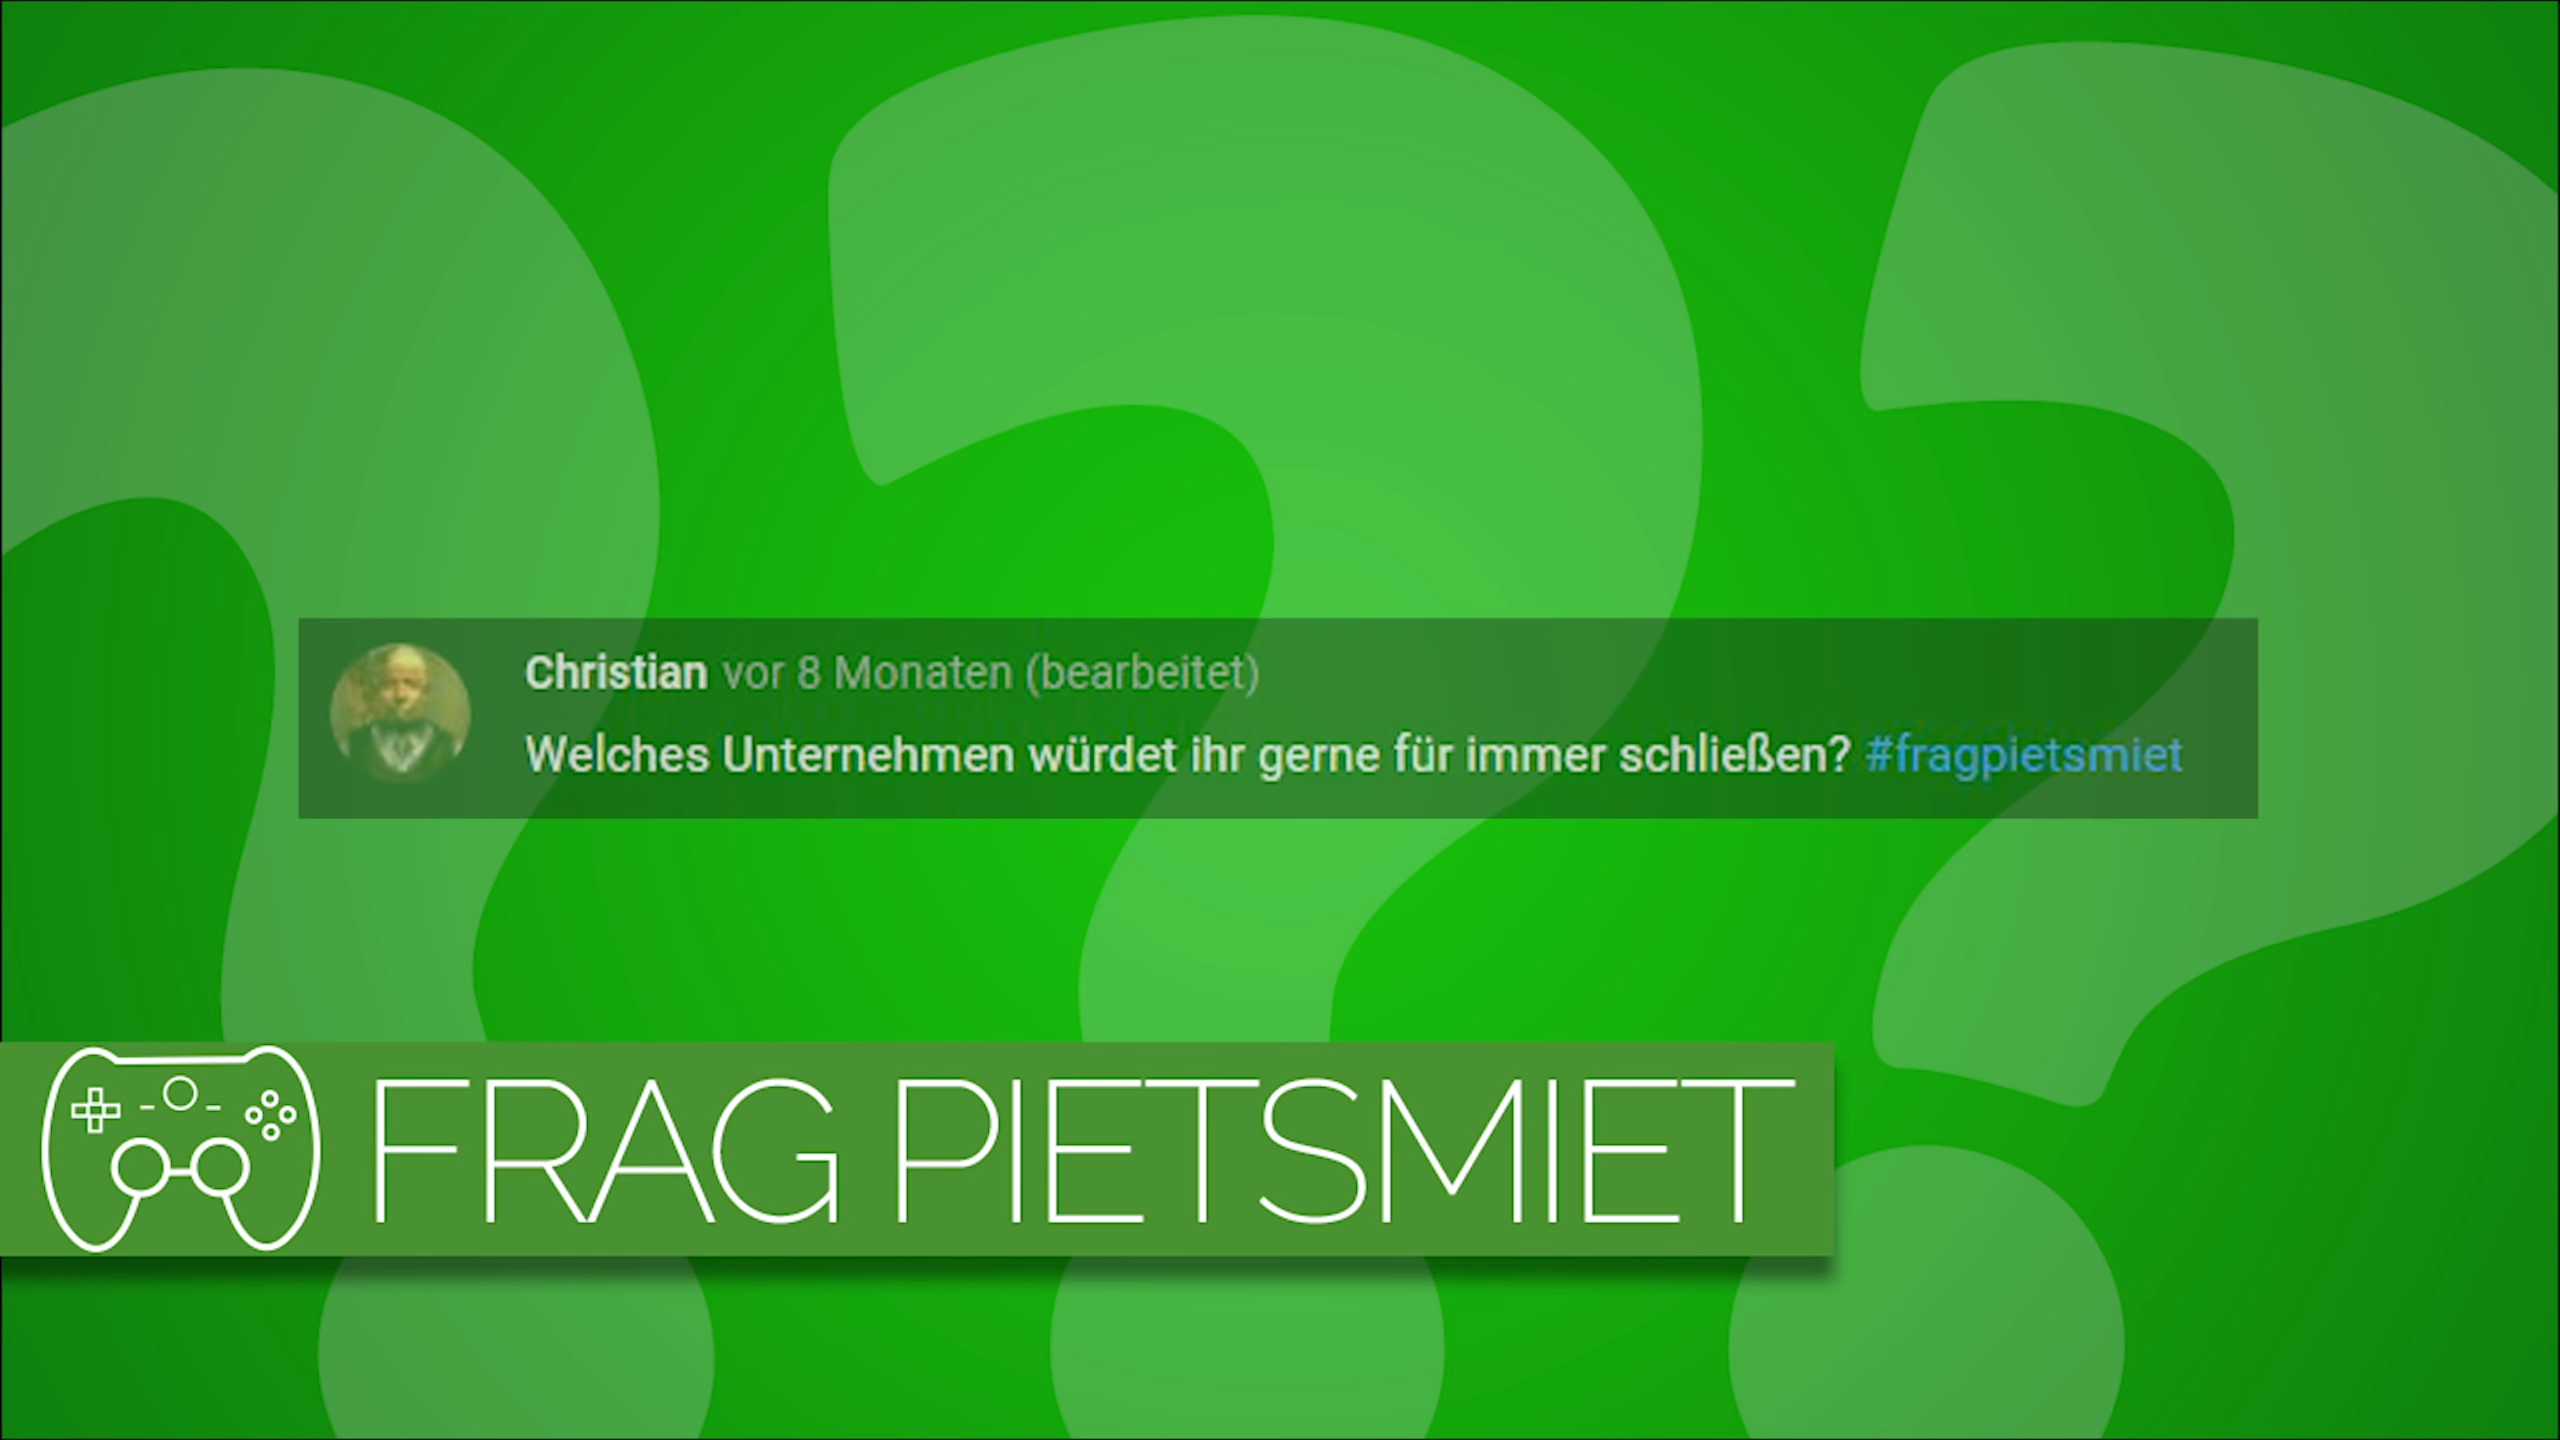 Christian vor 8 Monaten (bearbeitet)
Welches Unternehmen würdet ihr gerne für immer schließen? #fragpietsmiet
FRAG PIETSMIET